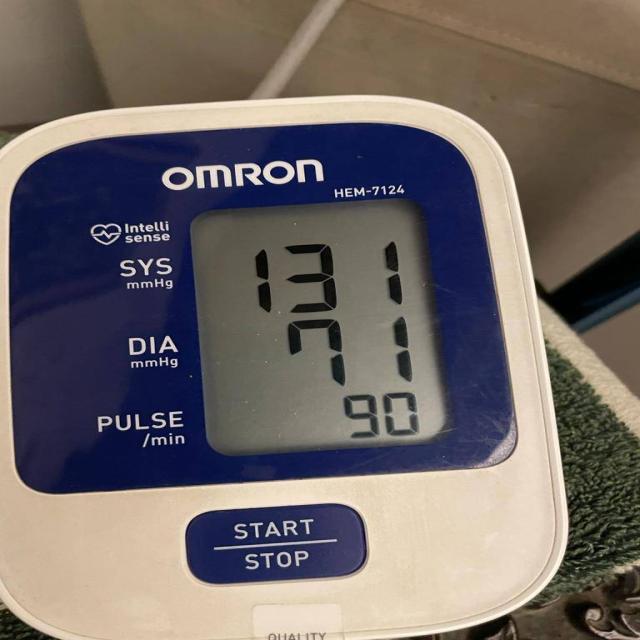 OMRON
HEM-7124
Intelli
sense
SYS
mmHg
131
DIA
mmHg
71
PULSE
/min
90
START
STOP
QUALITY